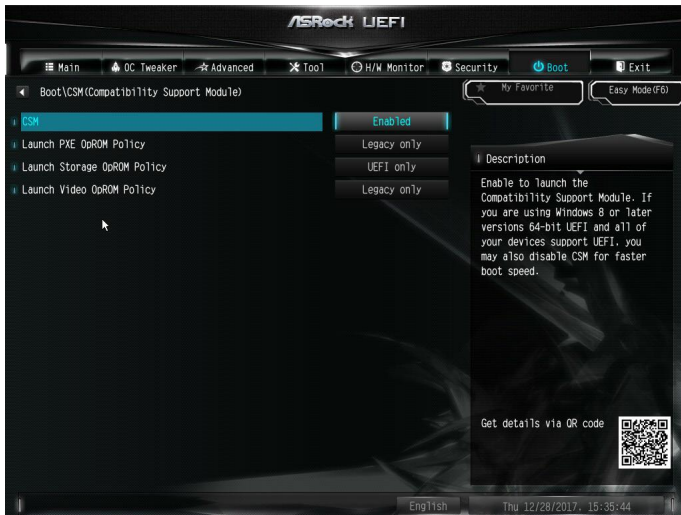 ASRock UEFI
Main OC Tweaker Advanced Tool H/W Monitor Security Boot Exit
Boot\CSM(Compatibility Support Module)
My Favorite
Easy Mode(F6)
CSM Enabled
Launch PXE OpROM Policy Legacy only
Launch Storage OpROM Policy UEFI only
Launch Video OpROM Policy Legacy only
Description
Enable to launch the
Compatibility Support Module. If
you are using Windows 8 or later
versions 64-bit UEFI and all of
your devices support UEFI, you
may also disable CSM for faster
boot speed.
Get details via QR code
English
Thu 12/28/2017, 15:35:44